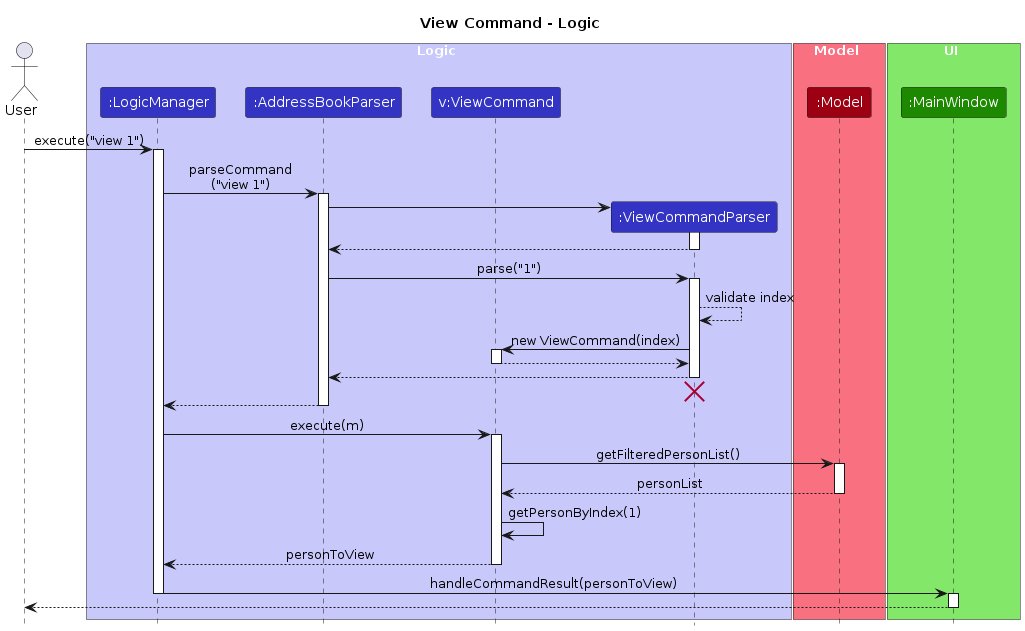 View Command - Logic
Logic
Model
UI
User
:LogicManager
:AddressBookParser
v:ViewCommand
:Model
:MainWindow
execute("view 1")
parseCommand
("view 1")
:ViewCommandParser
parse("1")
validate index
new ViewCommand(index)
execute(m)
getFilteredPersonList()
personList
getPersonByIndex(1)
personToView
handleCommandResult(personToView)